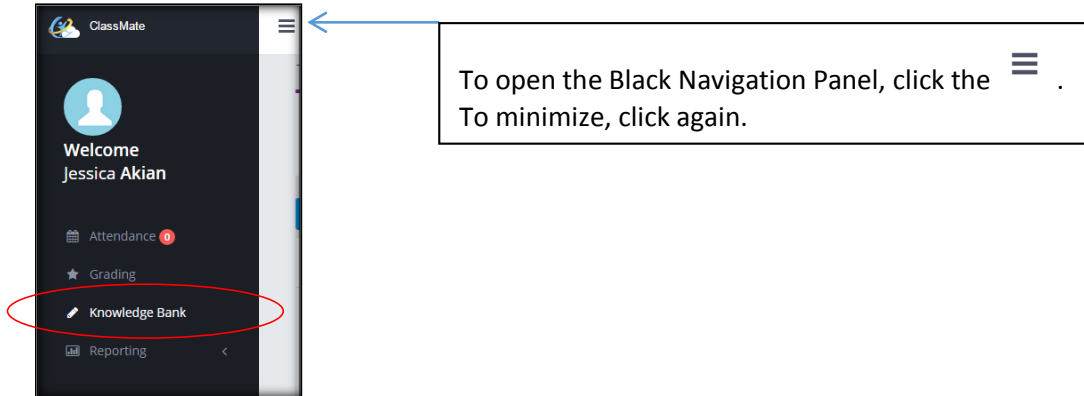 ClassMate
Welcome
Jessica Akian
Attendance 0
Grading
Knowledge Bank
Reporting
To open the Black Navigation Panel, click the ☰ .
To minimize, click again.